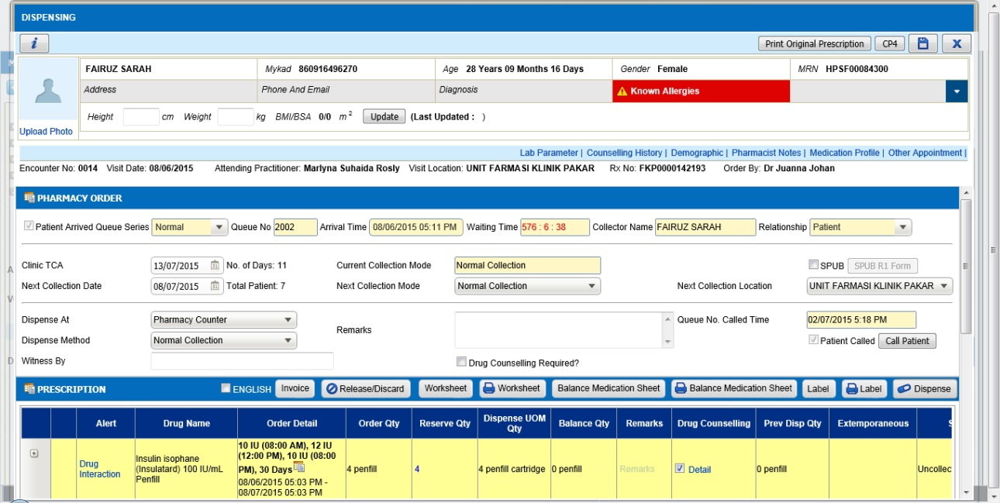 DISPENSING
i Print Original Prescription CP4 X
FAIRUZ SARAH Mykad 860916496270 Age 28 Years 09 Months 16 Days Gender Female MRN HPSF00084300
Address Phone And Email Diagnosis Known Allergies
Height cm Weight kg BMI/BSA 0/0 m 2 Update (Last Updated : )
Upload Photo
Lab Parameter | Counselling History | Demographic | Pharmacist Notes | Medication Profile | Other Appointment |
Encounter No: 0014 Visit Date: 08/06/2015 Attending Practitioner: Marlyna Suhaida Rosly Visit Location: UNIT FARMASI KLINIK PAKAR Rx No: FKP0000142193 Order By: Dr Juanna Johan
PHARMACY ORDER
Patient Arrived Queue Series Normal Queue No 2002 Arrival Time 08/06/2015 05:11 PM Waiting Time 576 : 6 : 38 Collector Name FAIRUZ SARAH Relationship Patient
Clinic TCA 13/07/2015 No. of Days: 11 Current Collection Mode Normal Collection SPUB SPUB R1 Form
Next Collection Date 08/07/2015 Total Patient: 7 Next Collection Mode Normal Collection Next Collection Location UNIT FARMASI KLINIK PAKAR
Dispense At Pharmacy Counter Remarks Queue No. Called Time 02/07/2015 5:18 PM
Dispense Method Normal Collection Patient Called Call Patient
Witness By Drug Counselling Required?
PRESCRIPTION ENGLISH Invoice Release/Discard Worksheet Worksheet Balance Medication Sheet Balance Medication Sheet Label Label Dispense
Alert Drug Name Order Detail Order Qty Reserve Qty Dispense UOM Qty Balance Qty Remarks Drug Counselling Prev Disp Qty Extemporaneous S
Drug Interaction
Insulin isophane
(Insulatard) 100 IU/mL
Penfill
10 IU (08:00 AM), 12 IU
(12:00 PM), 10 IU (08:00
PM), 30 Days
08/06/2015 05:03 PM -
08/07/2015 05:03 PM
4 penfill 4 4 penfill cartridge 0 penfill Remarks Detail 0 penfill Uncollec